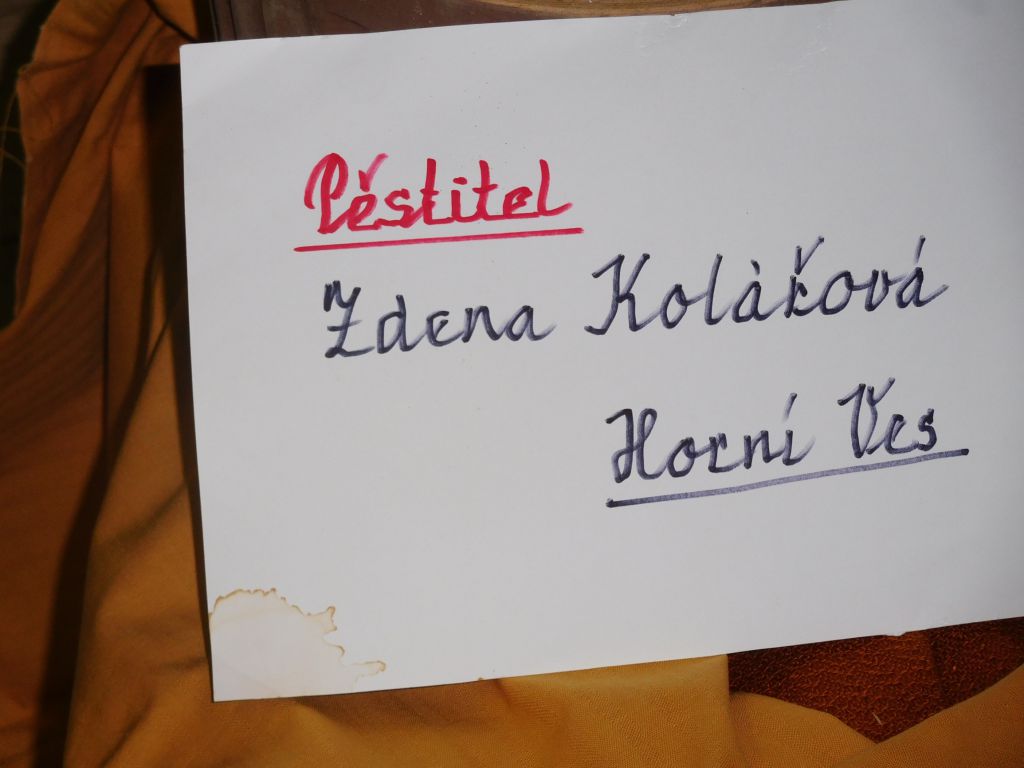 Pěstitel
Zdena Kolářová
Horní Ves